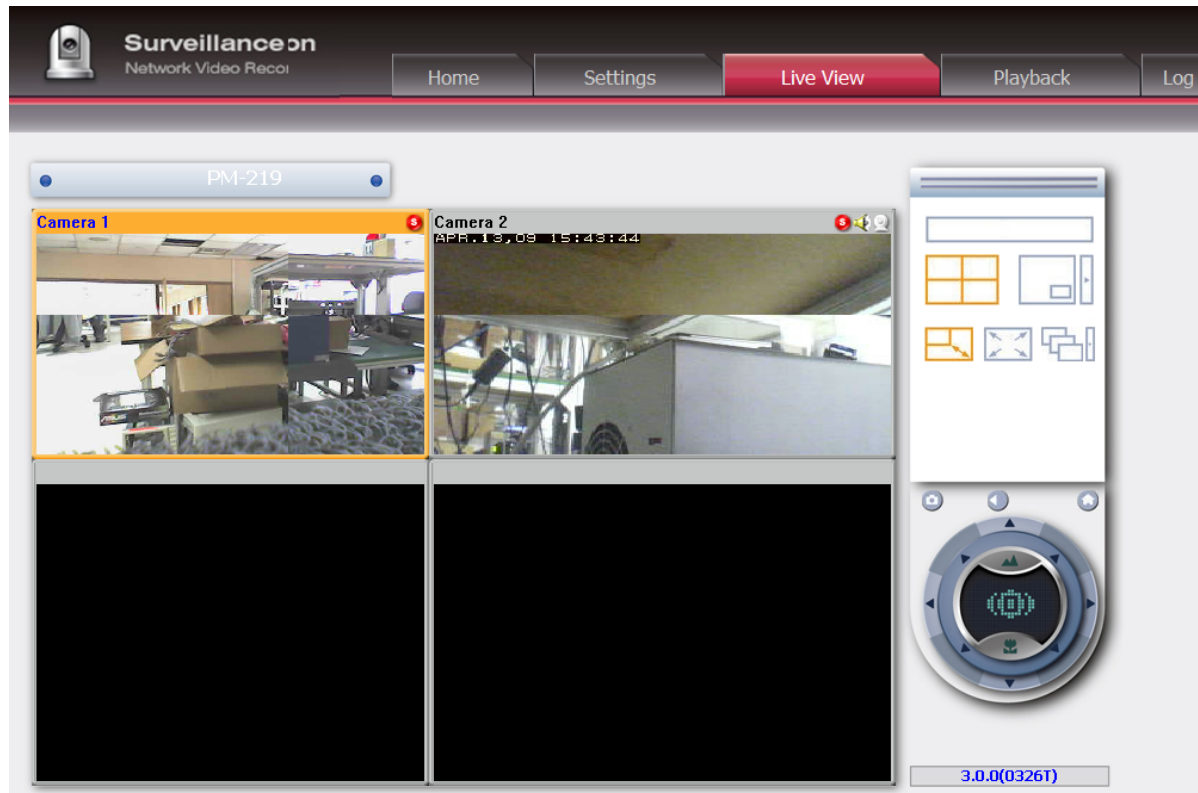 Surveillance on
Network Video Recor
Home
Settings
Live View
Playback
Log
PM-219
Camera 1
S
Camera 2
S
APR.13,09 15:43:44
3.0.0(0326T)